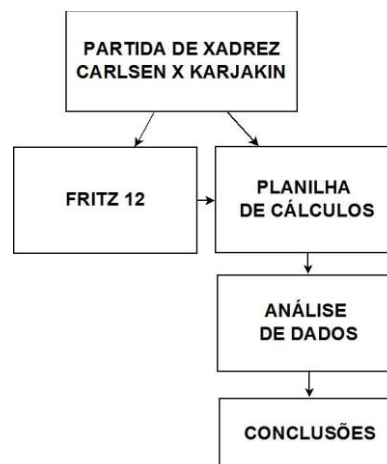 PARTIDA DE XADREZ
CARLSEN X KARJAKIN
FRITZ 12
PLANILHA
DE CÁLCULOS
ANÁLISE
DE DADOS
CONCLUSÕES